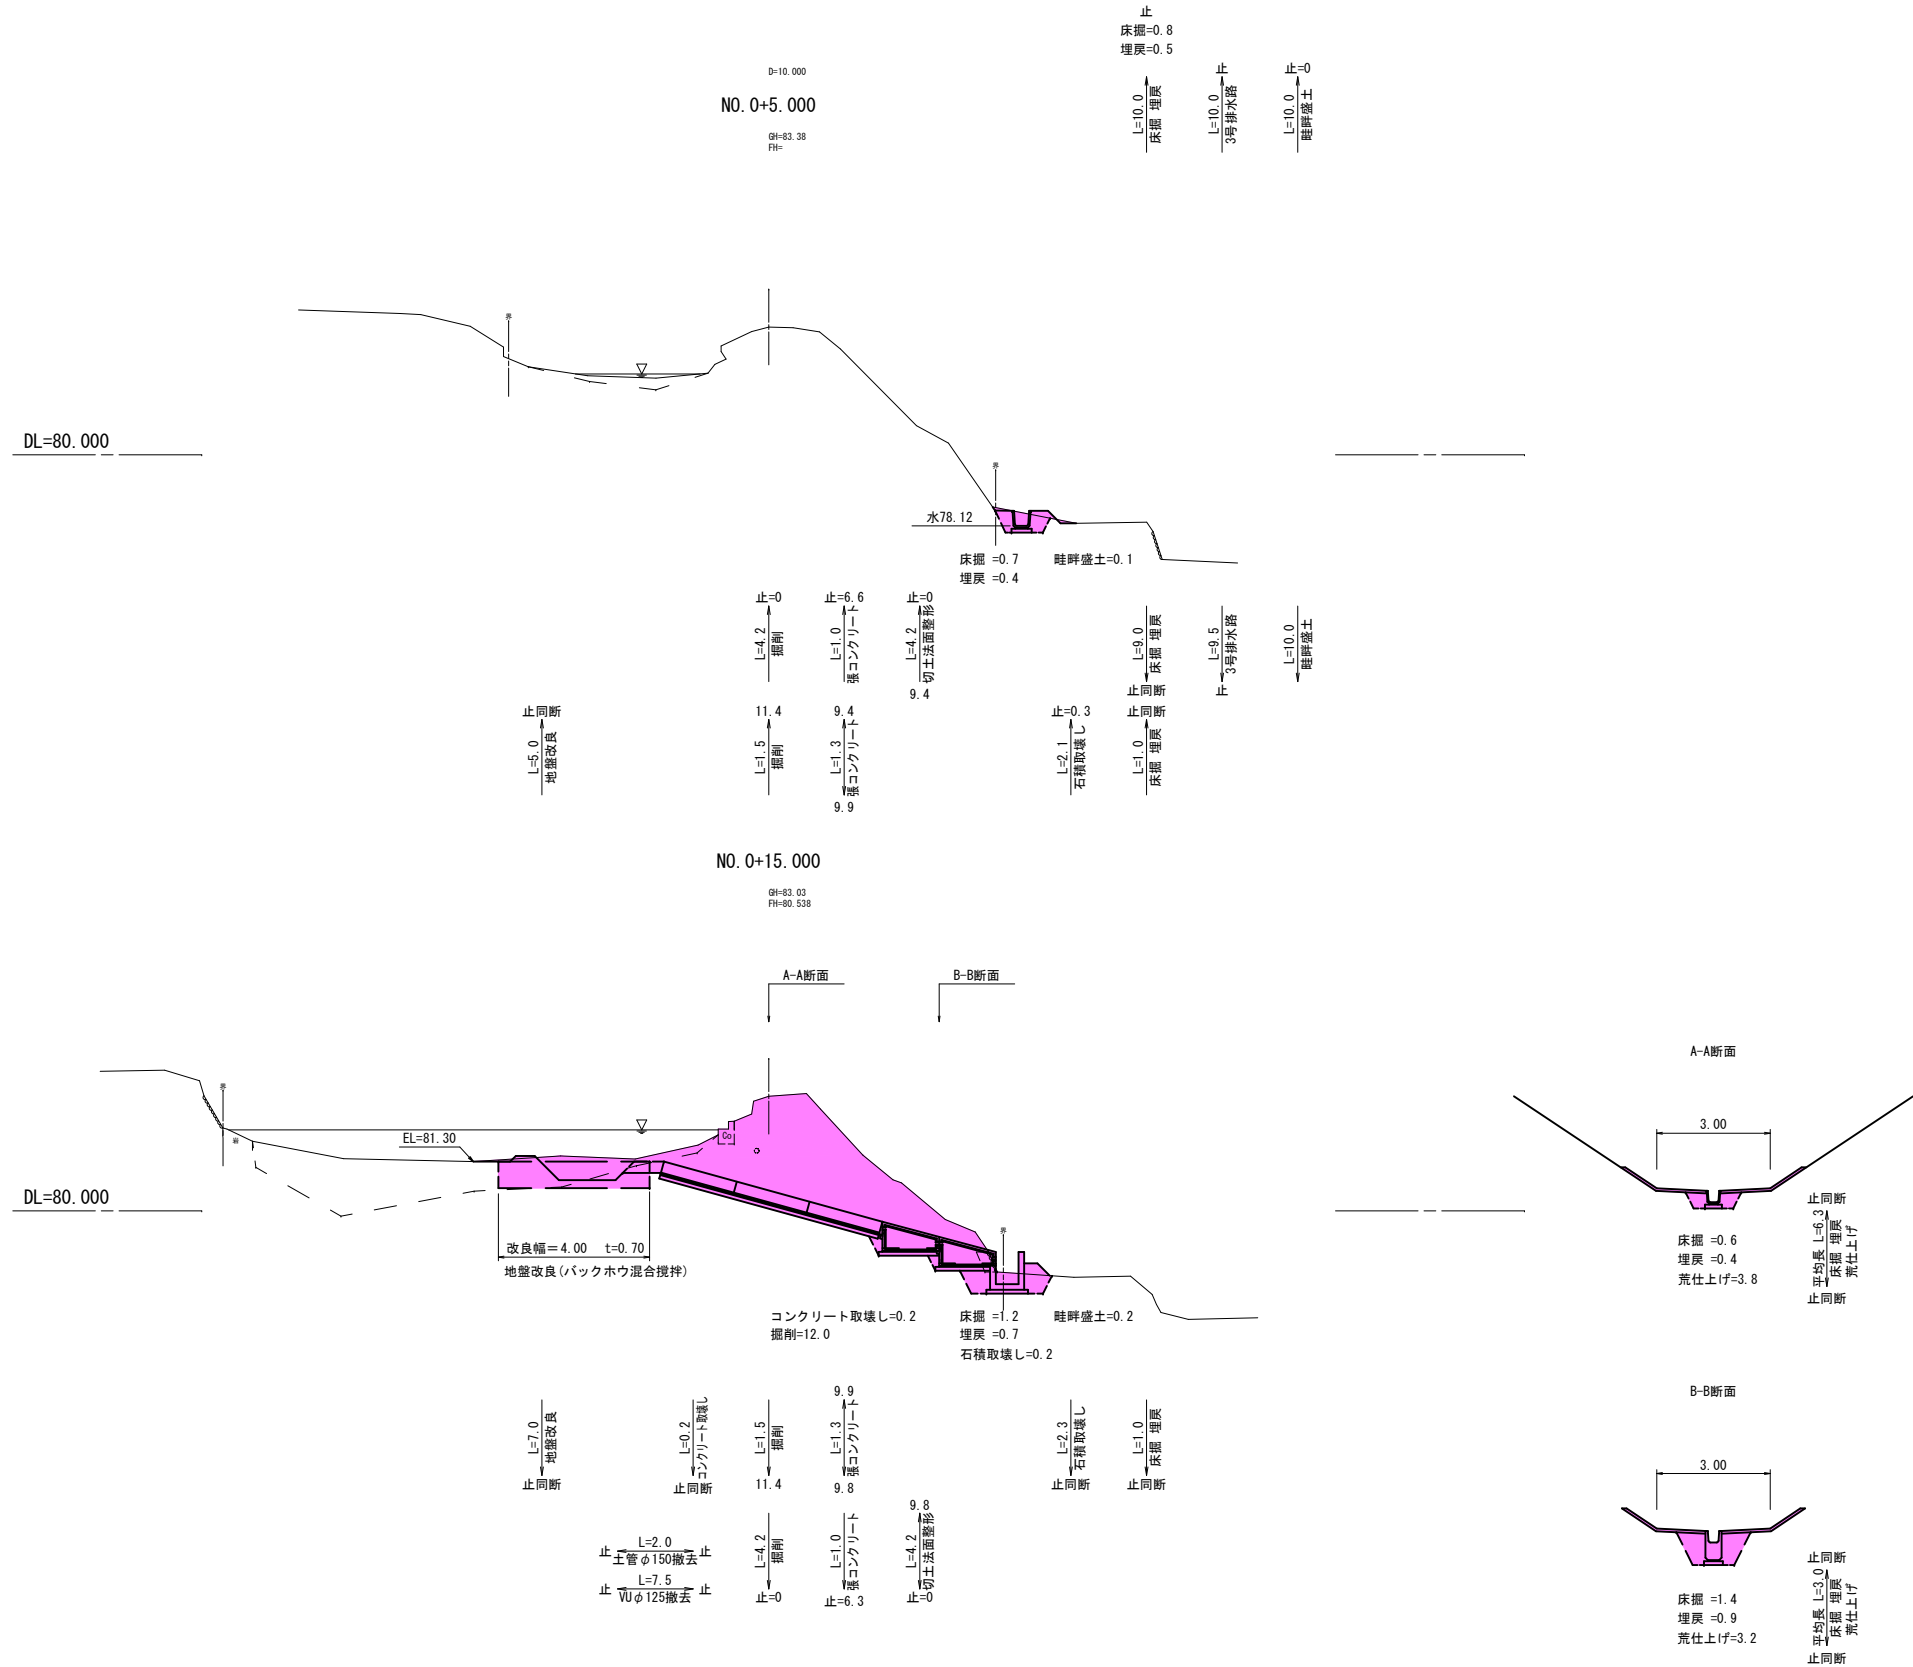 止
床掘=0.8
埋戻=0.5
D=10.000
NO.0+5.000
GH=83.38
FH=
L=10.0
床掘 埋戻
止
L=10.0
3号排水路
止=0
L=10.0
畦畔盛土
界
DL=80.000
界
水78.12
床掘 =0.7
埋戻 =0.4
畦畔盛土=0.1
止=0
L=4.2
掘削
止=6.6
L=1.0
張コンクリート
止=0
L=4.2
切土法面整形
9.4
L=9.0
床掘 埋戻
止同断
L=9.5
3号排水路
止
L=10.0
畦畔盛土
止同断
L=5.0
地盤改良
11.4
L=1.5
掘削
9.4
L=1.3
張コンクリート
9.9
止=0.3
L=2.1
石積取壊し
止同断
L=1.0
床掘 埋戻
NO.0+15.000
GH=83.03
FH=80.538
A-A断面
B-B断面
界
岩
EL=81.30
Co
DL=80.000
界
改良幅=4.00 t=0.70
地盤改良(バックホウ混合撹拌)
コンクリート取壊し=0.2
掘削=12.0
床掘 =1.2
埋戻 =0.7
石積取壊し=0.2
畦畔盛土=0.2
A-A断面
3.00
床掘 =0.6
埋戻 =0.4
荒仕上げ=3.8
止同断
平均長 L=6.3
床掘 埋戻
荒仕上げ
止同断
L=7.0
地盤改良
止同断
L=0.2
コンクリート取壊し
止同断
L=1.5
掘削
11.4
9.9
L=1.3
張コンクリート
9.8
L=2.3
石積取壊し
止同断
L=1.0
床掘 埋戻
止同断
止 L=2.0 止
土管φ150撤去
止 L=7.5 止
VUφ125撤去
L=4.2
掘削
止=0
L=1.0
張コンクリート
止=6.3
9.8
L=4.2
切土法面整形
止=0
B-B断面
3.00
床掘 =1.4
埋戻 =0.9
荒仕上げ=3.2
止同断
平均長 L=3.0
床掘 埋戻
荒仕上げ
止同断